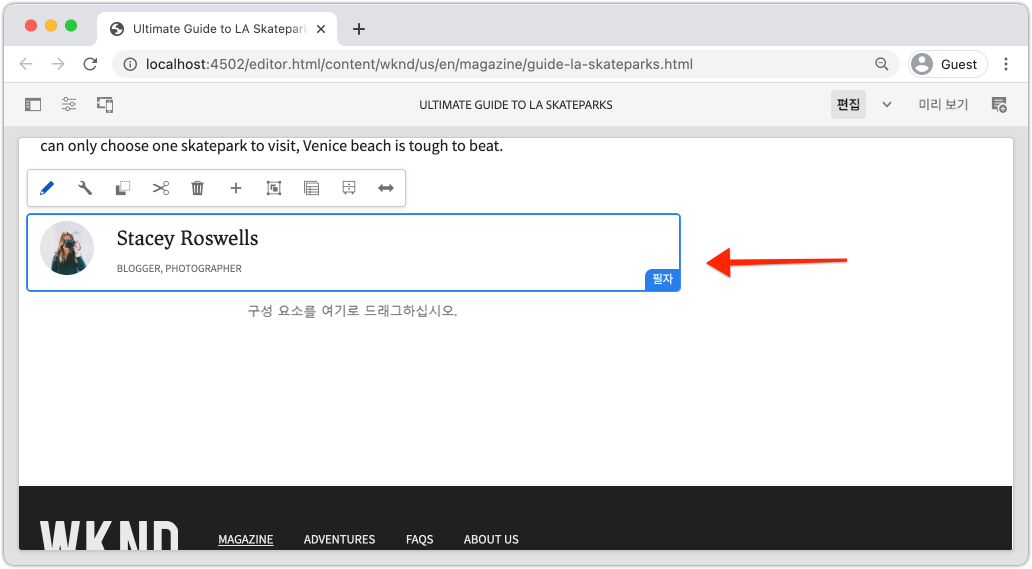 Ultimate Guide to LA Skatepar
localhost:4502/editor.html/content/wknd/us/en/magazine/guide-la-skateparks.html
Guest
ULTIMATE GUIDE TO LA SKATEPARKS
편집
미리 보기
can only choose one skatepark to visit, Venice beach is tough to beat.
Stacey Roswells
BLOGGER, PHOTOGRAPHER
필자
구성 요소를 여기로 드래그하십시오.
WKND
MAGAZINE ADVENTURES FAQS ABOUT US